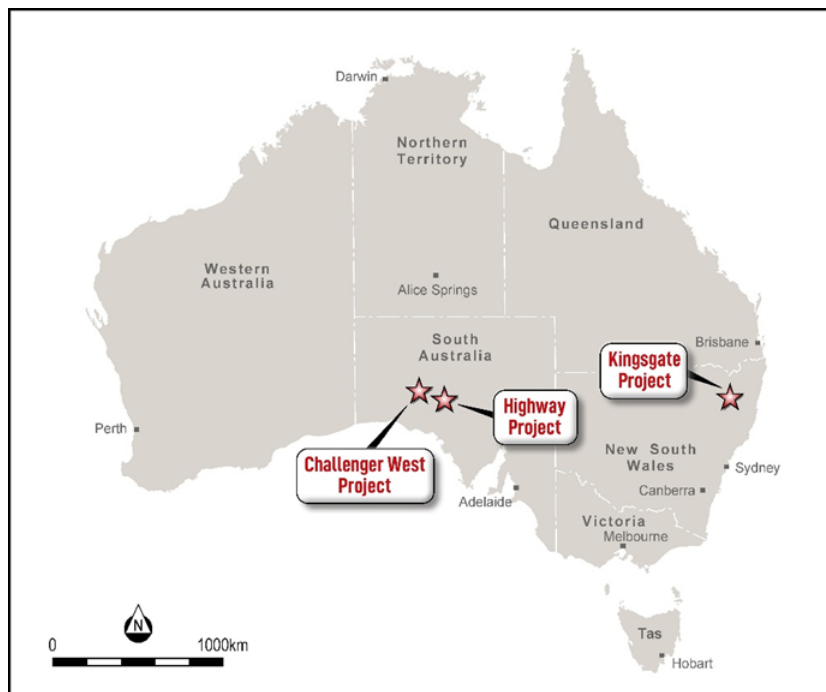 Darwin
Northern
Territory
Queensland
Western
Australia
Alice Springs
South
Australia
Brisbane
Kingsgate
Project
Highway
Project
Perth
Challenger West
Project
New South
Wales
Sydney
Canberra
Adelaide
Victoria
Melbourne
N
0
1000km
Tas
Hobart